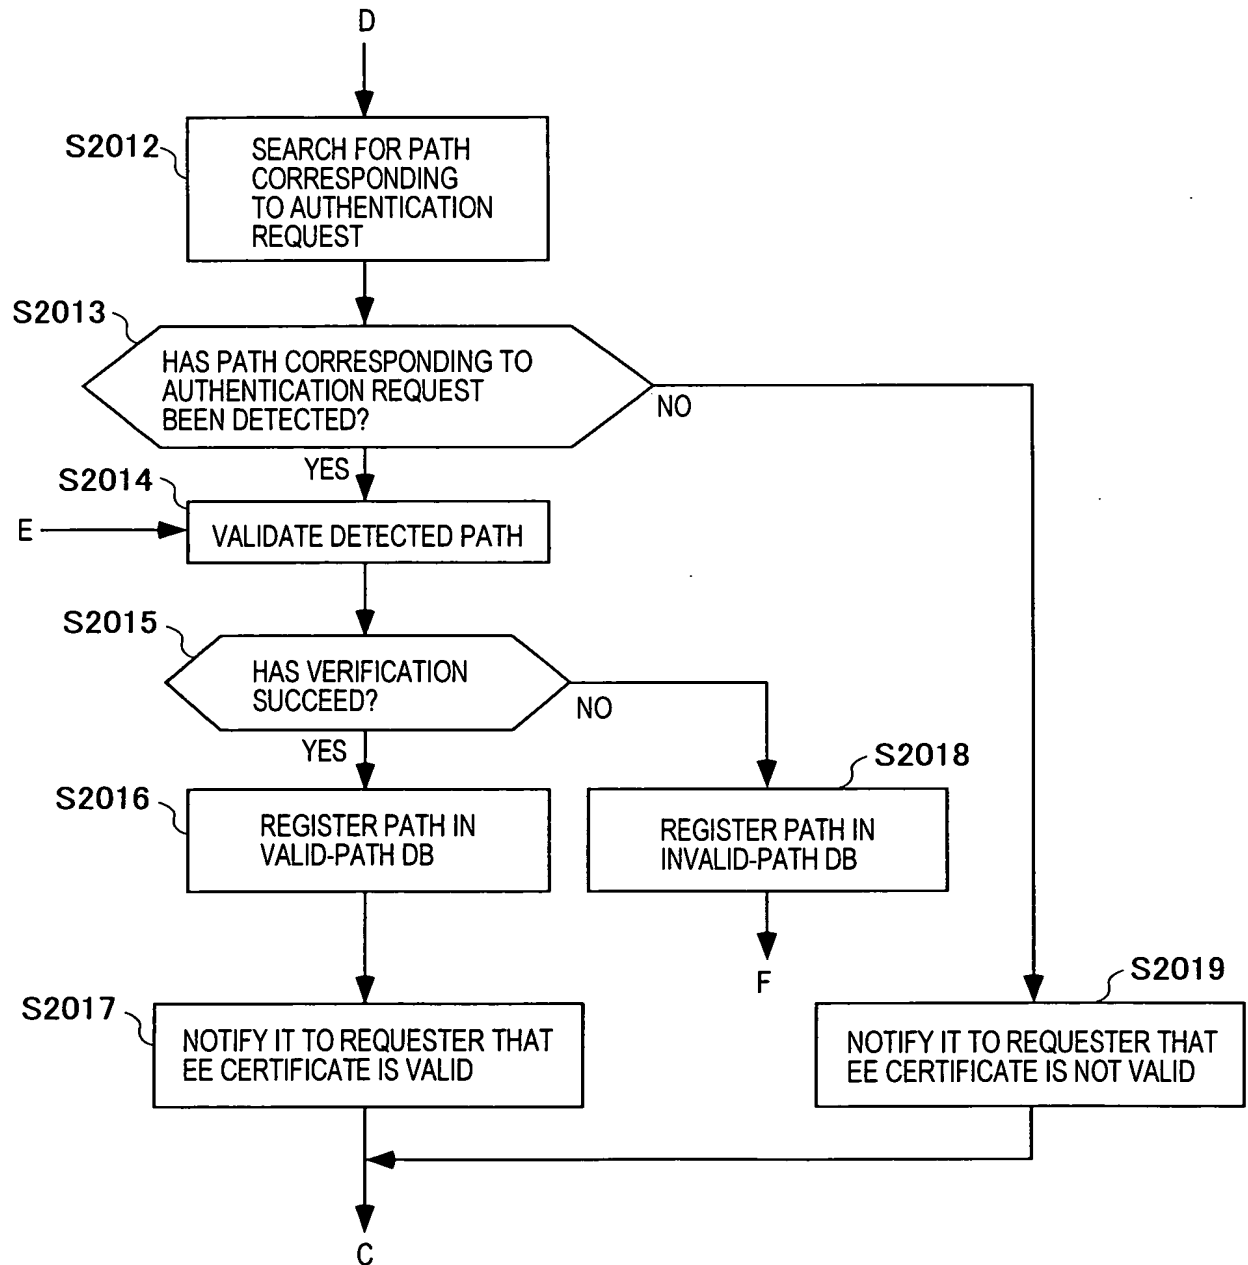 D
S2012
SEARCH FOR PATH
CORRESPONDING
TO AUTHENTICATION
REQUEST
S2013
HAS PATH CORRESPONDING TO
AUTHENTICATION REQUEST
BEEN DETECTED?
NO
YES
S2014
E
VALIDATE DETECTED PATH
S2015
HAS VERIFICATION
SUCCEED?
NO
YES
S2016
REGISTER PATH IN
VALID-PATH DB
S2018
REGISTER PATH IN
INVALID-PATH DB
F
S2017
NOTIFY IT TO REQUESTER THAT
EE CERTIFICATE IS VALID
S2019
NOTIFY IT TO REQUESTER THAT
EE CERTIFICATE IS NOT VALID
C